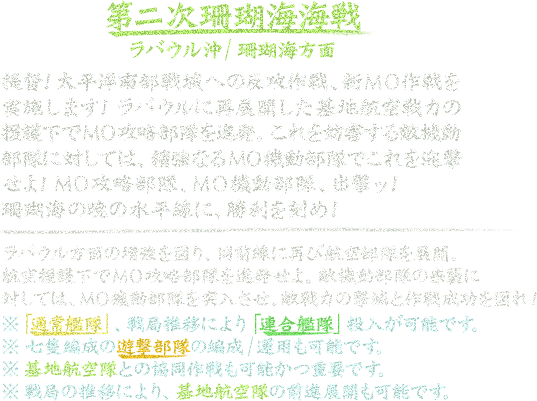 第二次珊瑚海海戦
ラバウル沖/珊瑚海方面
提督!太平洋南部戦域への反攻作戦、新MO作戦を
実施します!ラバウルに再展開した基地航空戦力の
援護下でMO攻略部隊を進発。これを妨害する敵機動
部隊に対しては、精強なるMO機動部隊でこれを迎撃
せよ!MO攻略部隊、MO機動部隊、出撃ッ!
珊瑚海の暁の水平線に、勝利を刻め!
ラバウル方面の増強を図り、同前線に再び航空部隊を展開。
航空援護下でMO攻略部隊を進発せよ。敵機動部隊の来襲に
対しては、MO機動部隊を突入させ、敵戦力の撃滅と作戦成功を図れ!
※「通常艦隊」、戦局推移により「連合艦隊」投入が可能です。
※七隻編成の遊撃部隊の編成/運用も可能です。
※基地航空隊との協同作戦も可能かつ重要です。
※戦局の推移により、基地航空隊の前進展開も可能です。